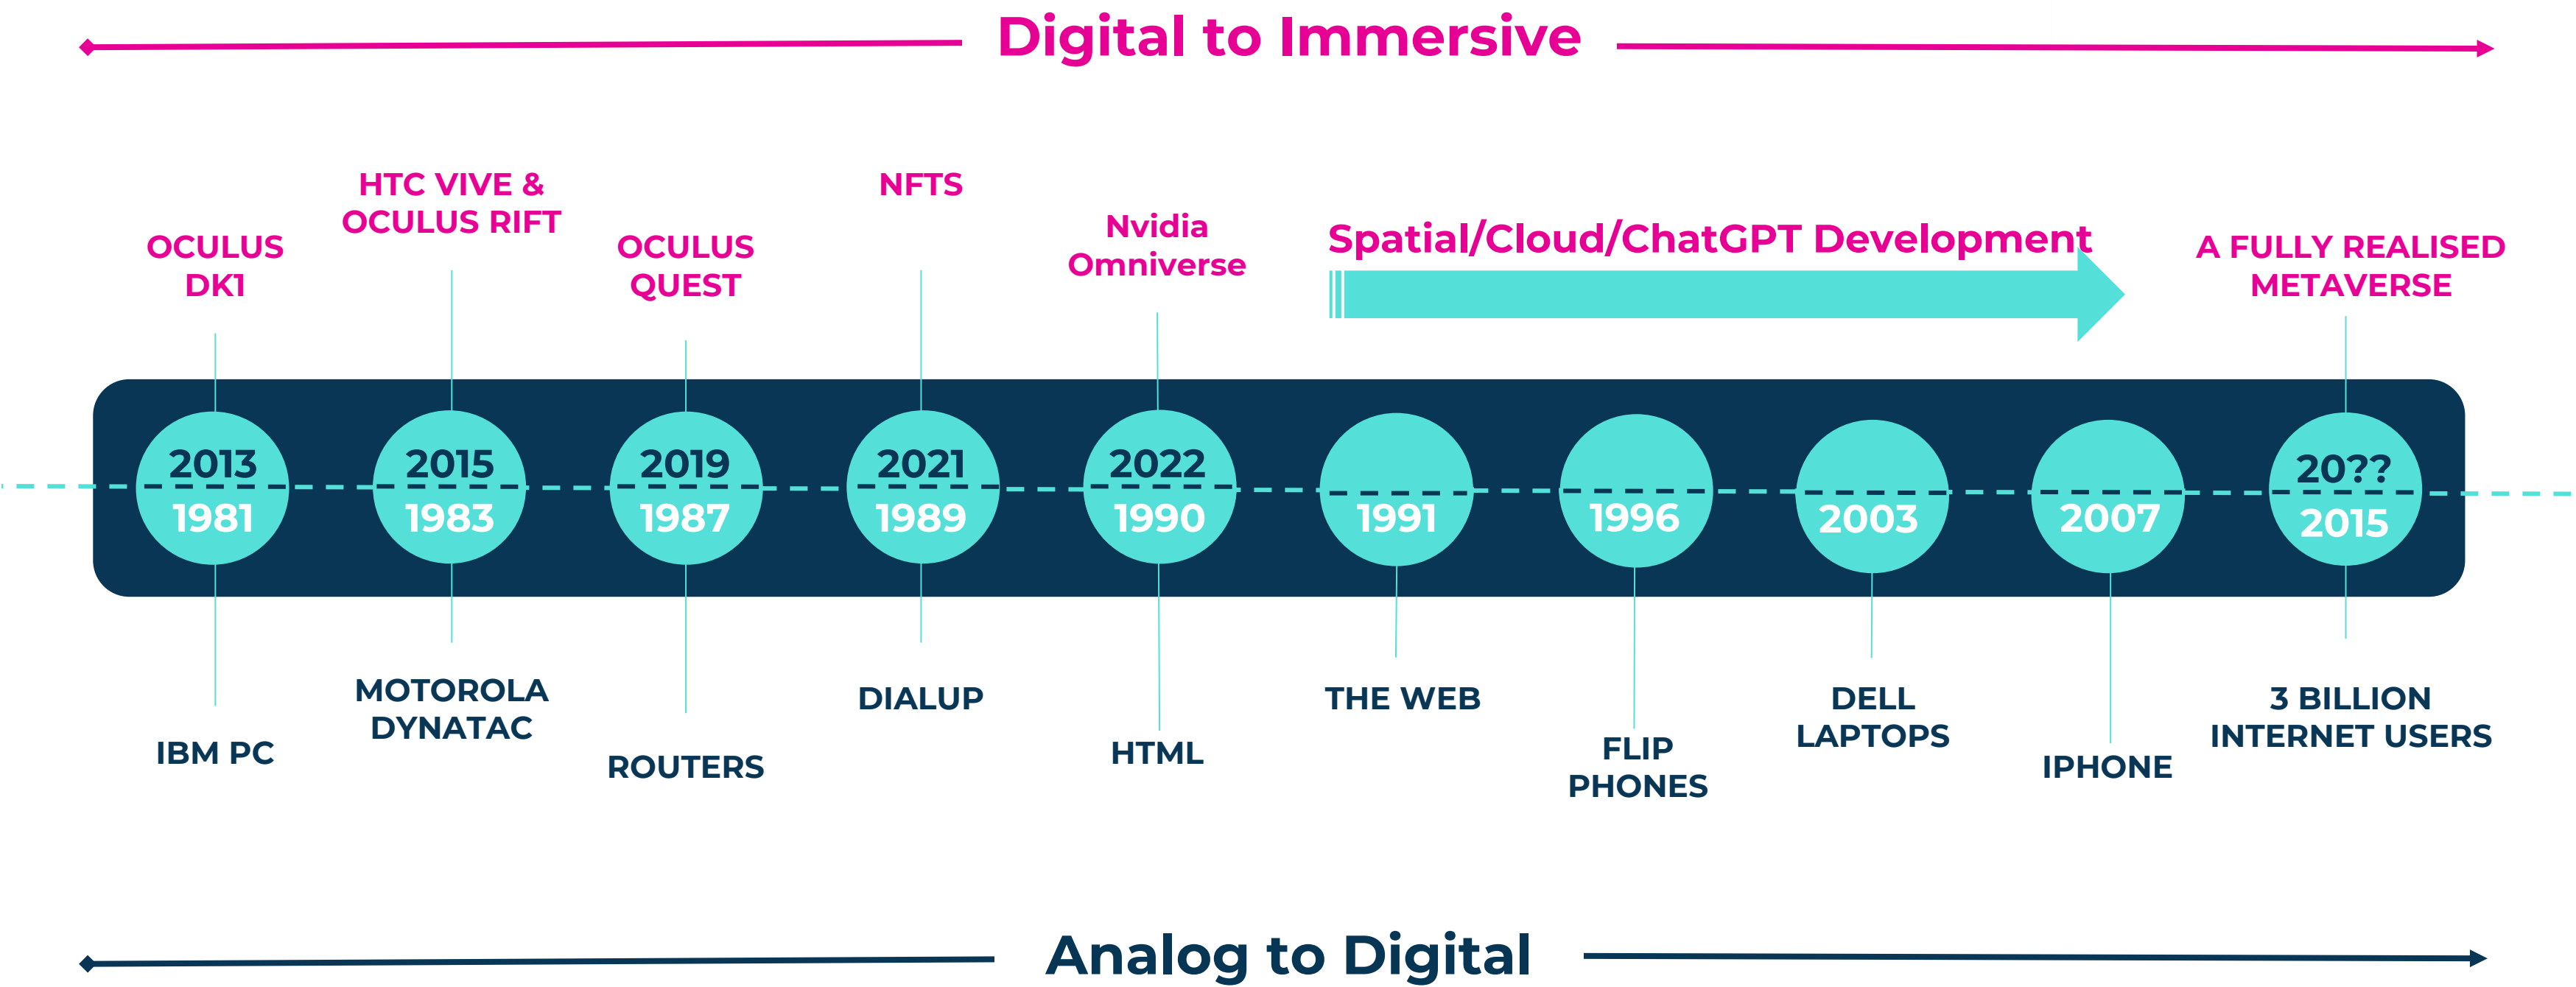 Digital to Immersive
HTC VIVE &
OCULUS RIFT
NFTS
OCULUS
DK1
OCULUS
QUEST
Nvidia
Omniverse
Spatial/Cloud/ChatGPT Development
A FULLY REALISED
METAVERSE
2013
1981
2015
1983
2019
1987
2021
1989
2022
1990
1991
1996
2003
2007
20??
2015
IBM PC
MOTOROLA
DYNATAC
ROUTERS
DIALUP
HTML
THE WEB
FLIP
PHONES
DELL
LAPTOPS
IPHONE
3 BILLION
INTERNET USERS
Analog to Digital